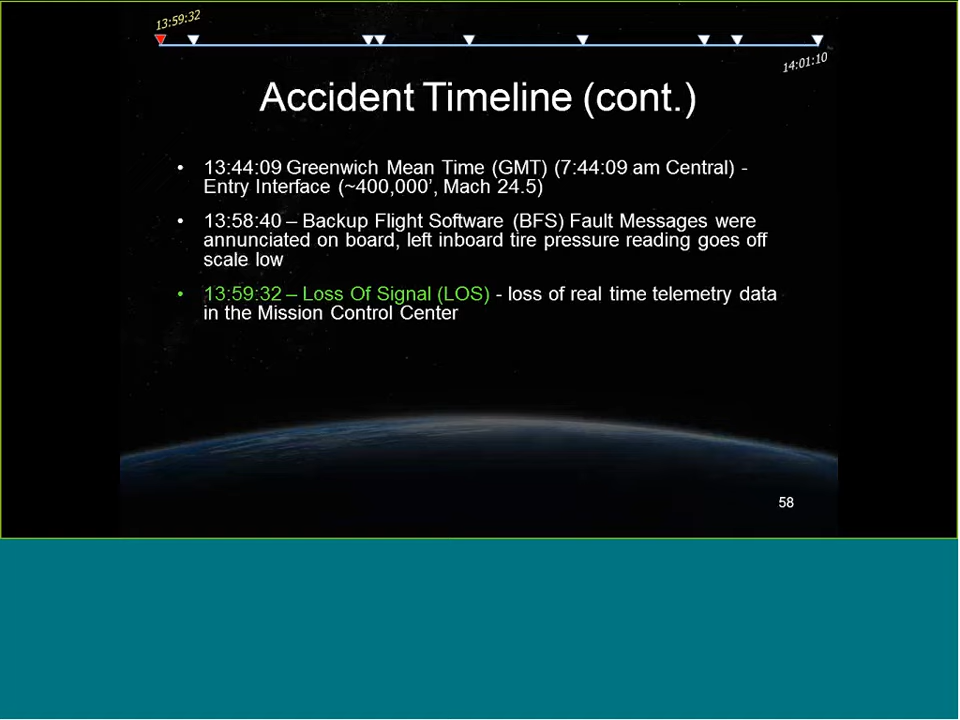 13:59:32
14:01:10
Accident Timeline (cont.)
• 13:44:09 Greenwich Mean Time (GMT) (7:44:09 am Central) -
Entry Interface (~400,000’, Mach 24.5)
• 13:58:40 – Backup Flight Software (BFS) Fault Messages were
annunciated on board, left inboard tire pressure reading goes off
scale low
• 13:59:32 – Loss Of Signal (LOS) - loss of real time telemetry data
in the Mission Control Center
58